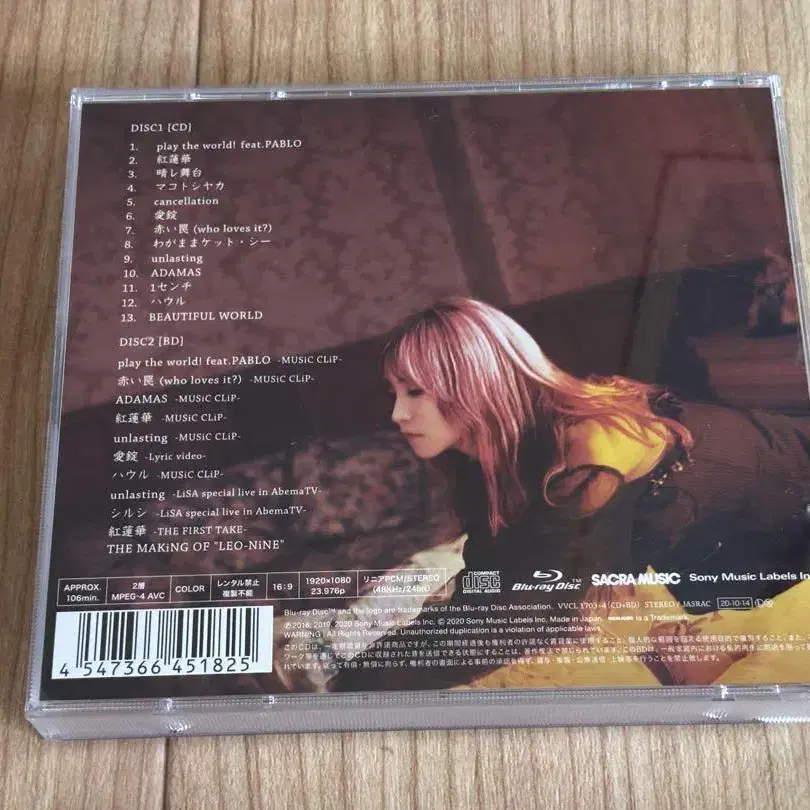 DISC1 [CD]
1. play the world! feat.PABLO
2. 紅蓮華
3. 晴レ舞台
4. マコトシヤカ
5. cancellation
6. 愛錠
7. 赤い罠 (who loves it?)
8. わがままケット・シー
9. unlasting
10. ADAMAS
11. 1センチ
12. ハウル
13. BEAUTIFUL WORLD
DISC2 [BD]
play the world! feat.PABLO -MUSiC CLiP-
赤い罠 (who loves it?) -MUSiC CLiP-
ADAMAS -MUSiC CLiP-
紅蓮華 -MUSiC CLiP-
unlasting -MUSiC CLiP-
愛錠 -Lyric video-
ハウル -MUSiC CLiP-
unlasting -LiSA special live in AbemaTV-
シルシ -LiSA special live in AbemaTV-
紅蓮華 -THE FIRST TAKE-
THE MAKiNG OF "LEO-NiNE"
APPROX. 106min. 2層 MPEG-4 AVC COLOR レンタル禁止 複製不能 16:9 1920×1080 23.976p リニアPCM/STEREO (48KHz/24bit) COMPACT disc DIGITAL AUDIO Blu-ray Disc™ SACRA MUSIC Sony Music Labels In
Blu-ray Disc™ and the logo are trademarks of the Blu-ray Disc Association. VVCL 1703-4 (CD+BD) STEREO/JASRAC 20-10-14
℗2018, 2019, 2020 Sony Music Labels Inc. © 2020 Sony Music Labels Inc. Made in Japan. is a Trademark.
WARNING: All Rights Reserved. Unauthorized duplication is a violation of applicable laws.
4 547366 451825